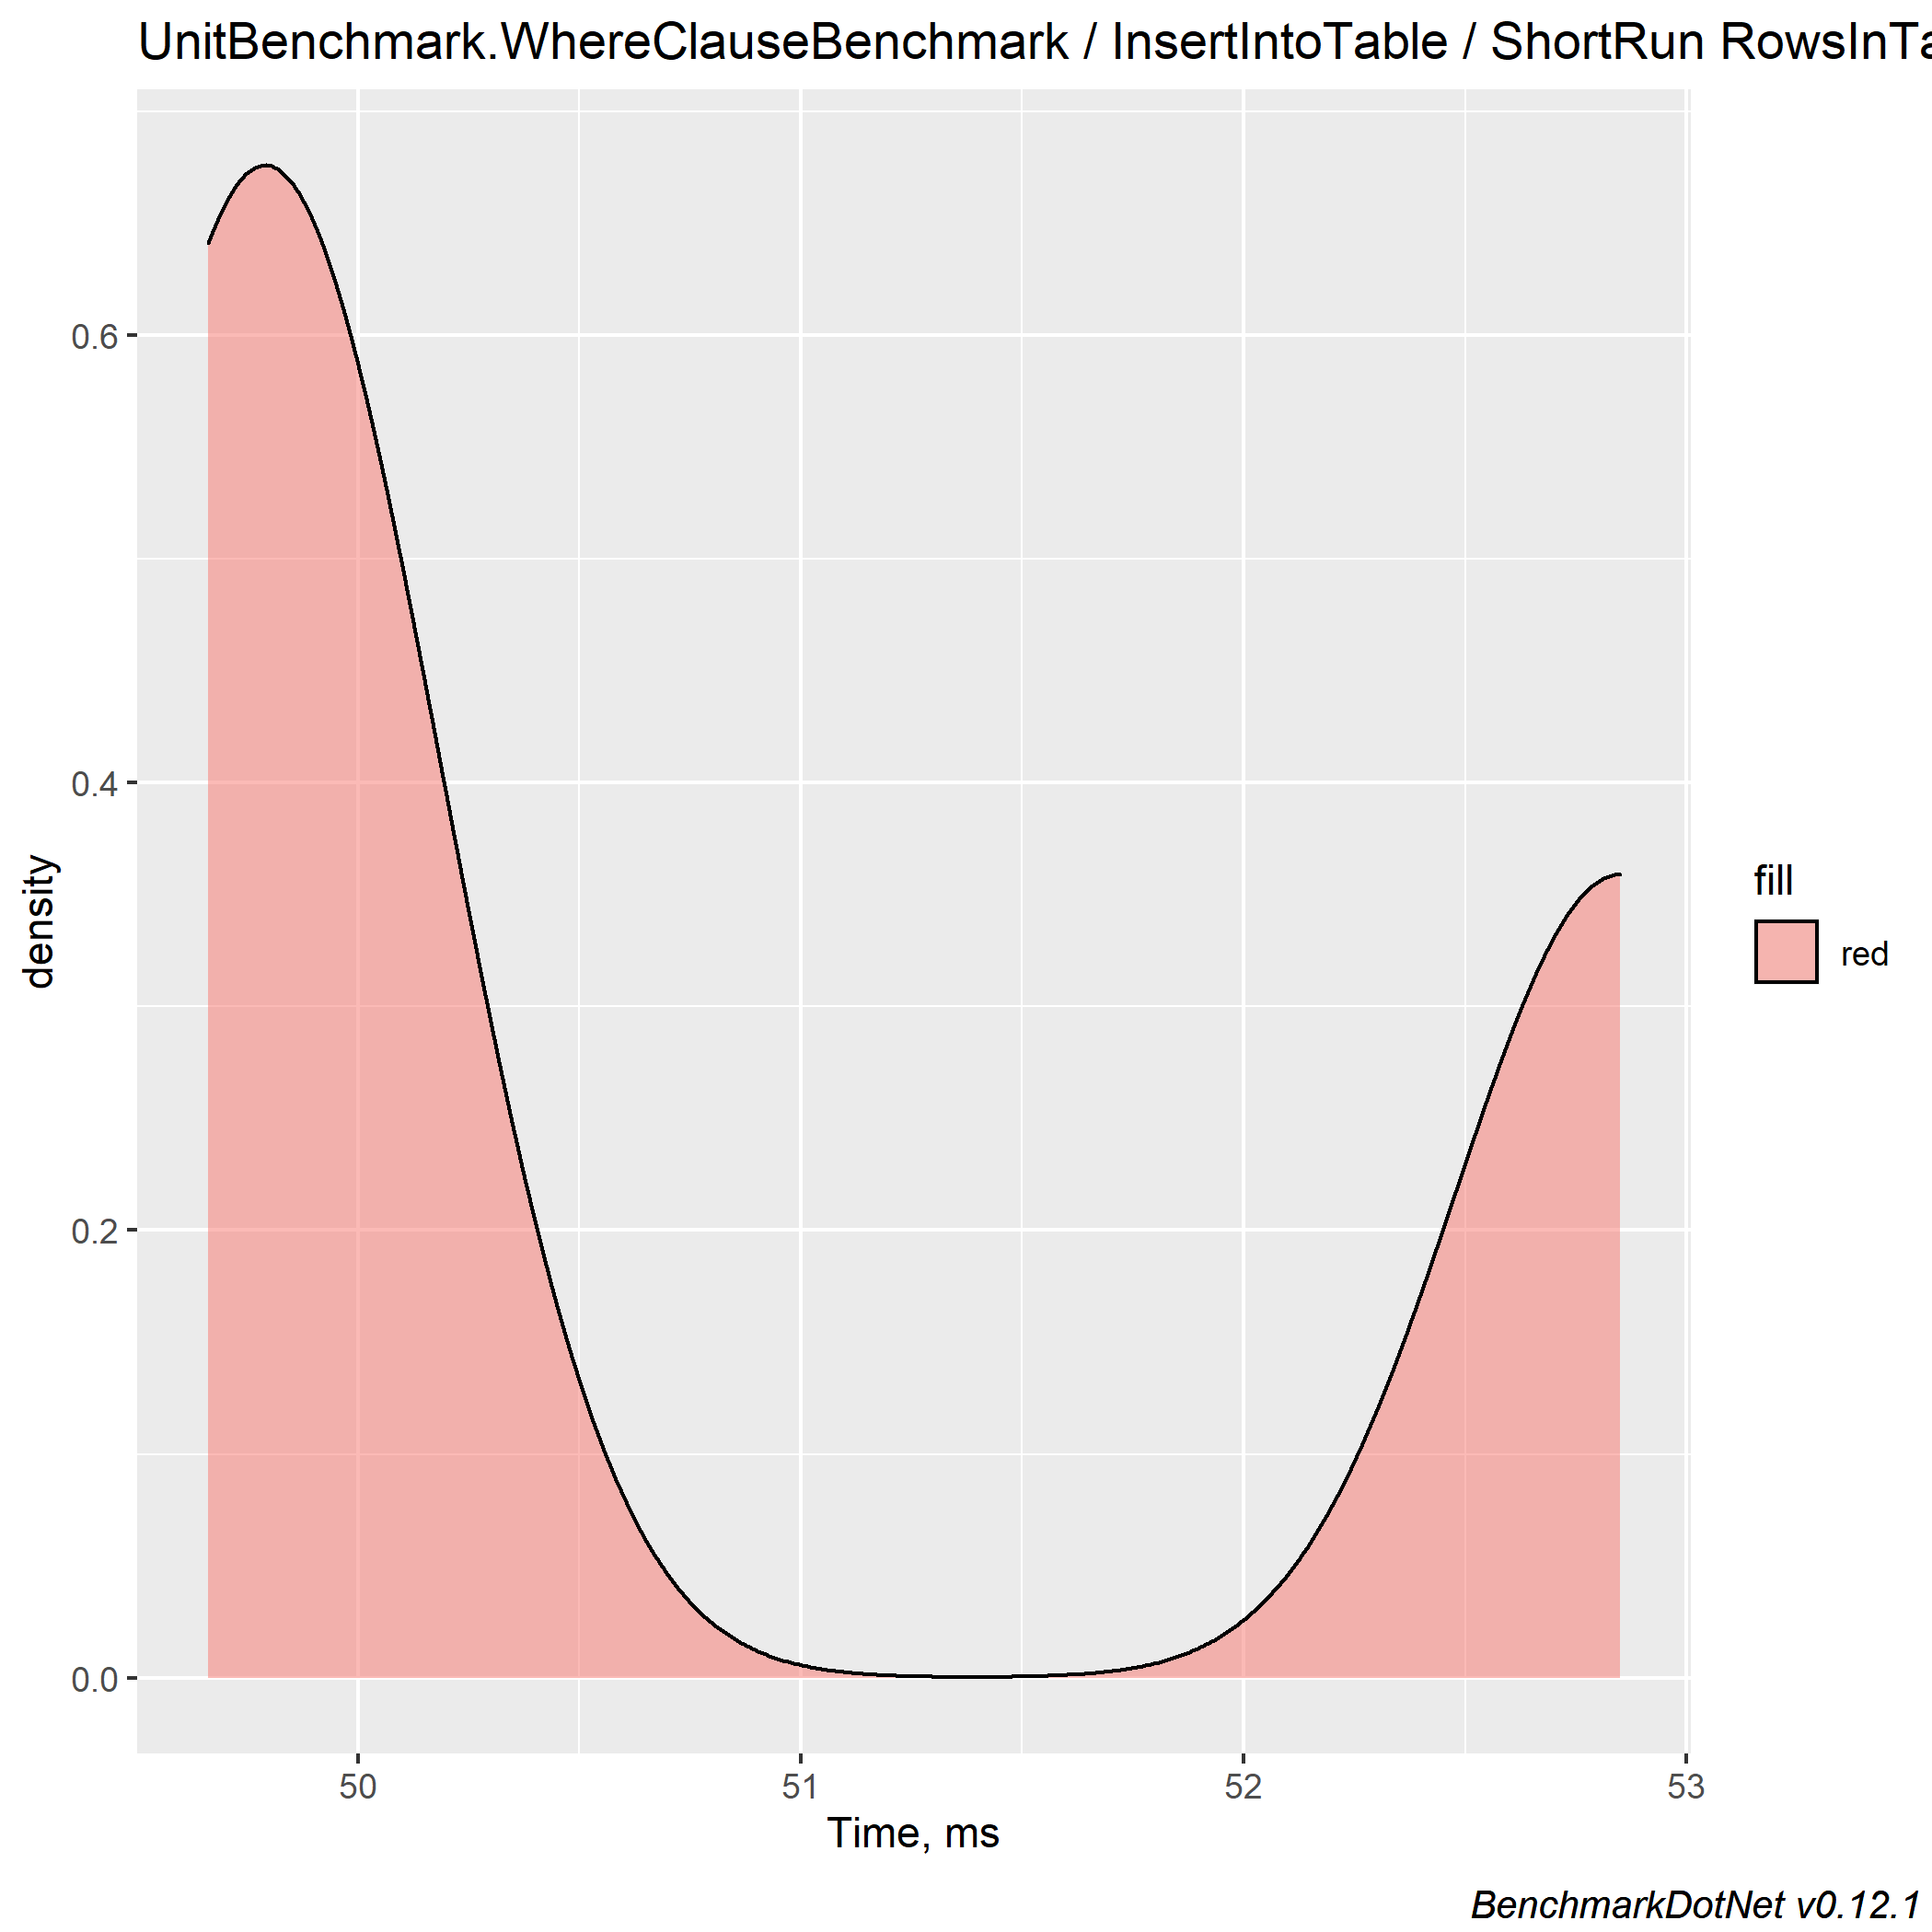 UnitBenchmark.WhereClauseBenchmark / InsertIntoTable / ShortRun RowsInTa
0.6
0.4
0.2
0.0
density
50 51 52 53
Time, ms
fill
red
BenchmarkDotNet v0.12.1